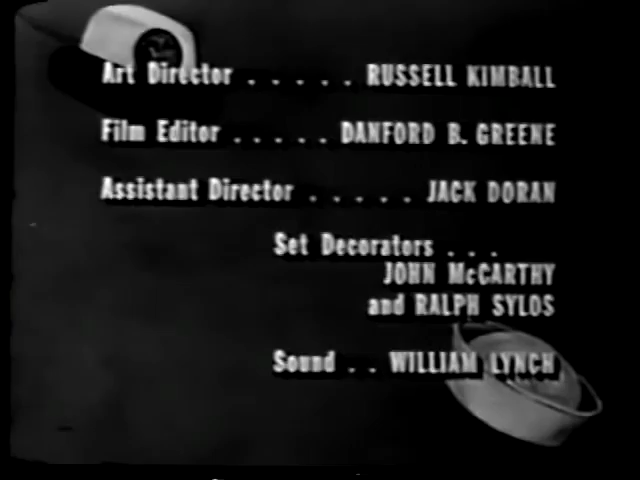 Art Director . . . . . RUSSELL KIMBALL
Film Editor . . . . . DANFORD B. GREENE
Assistant Director . . . . . JACK DORAN
Set Decorators . . .
JOHN McCARTHY
and RALPH SYLOS
Sound . . WILLIAM LYNCH